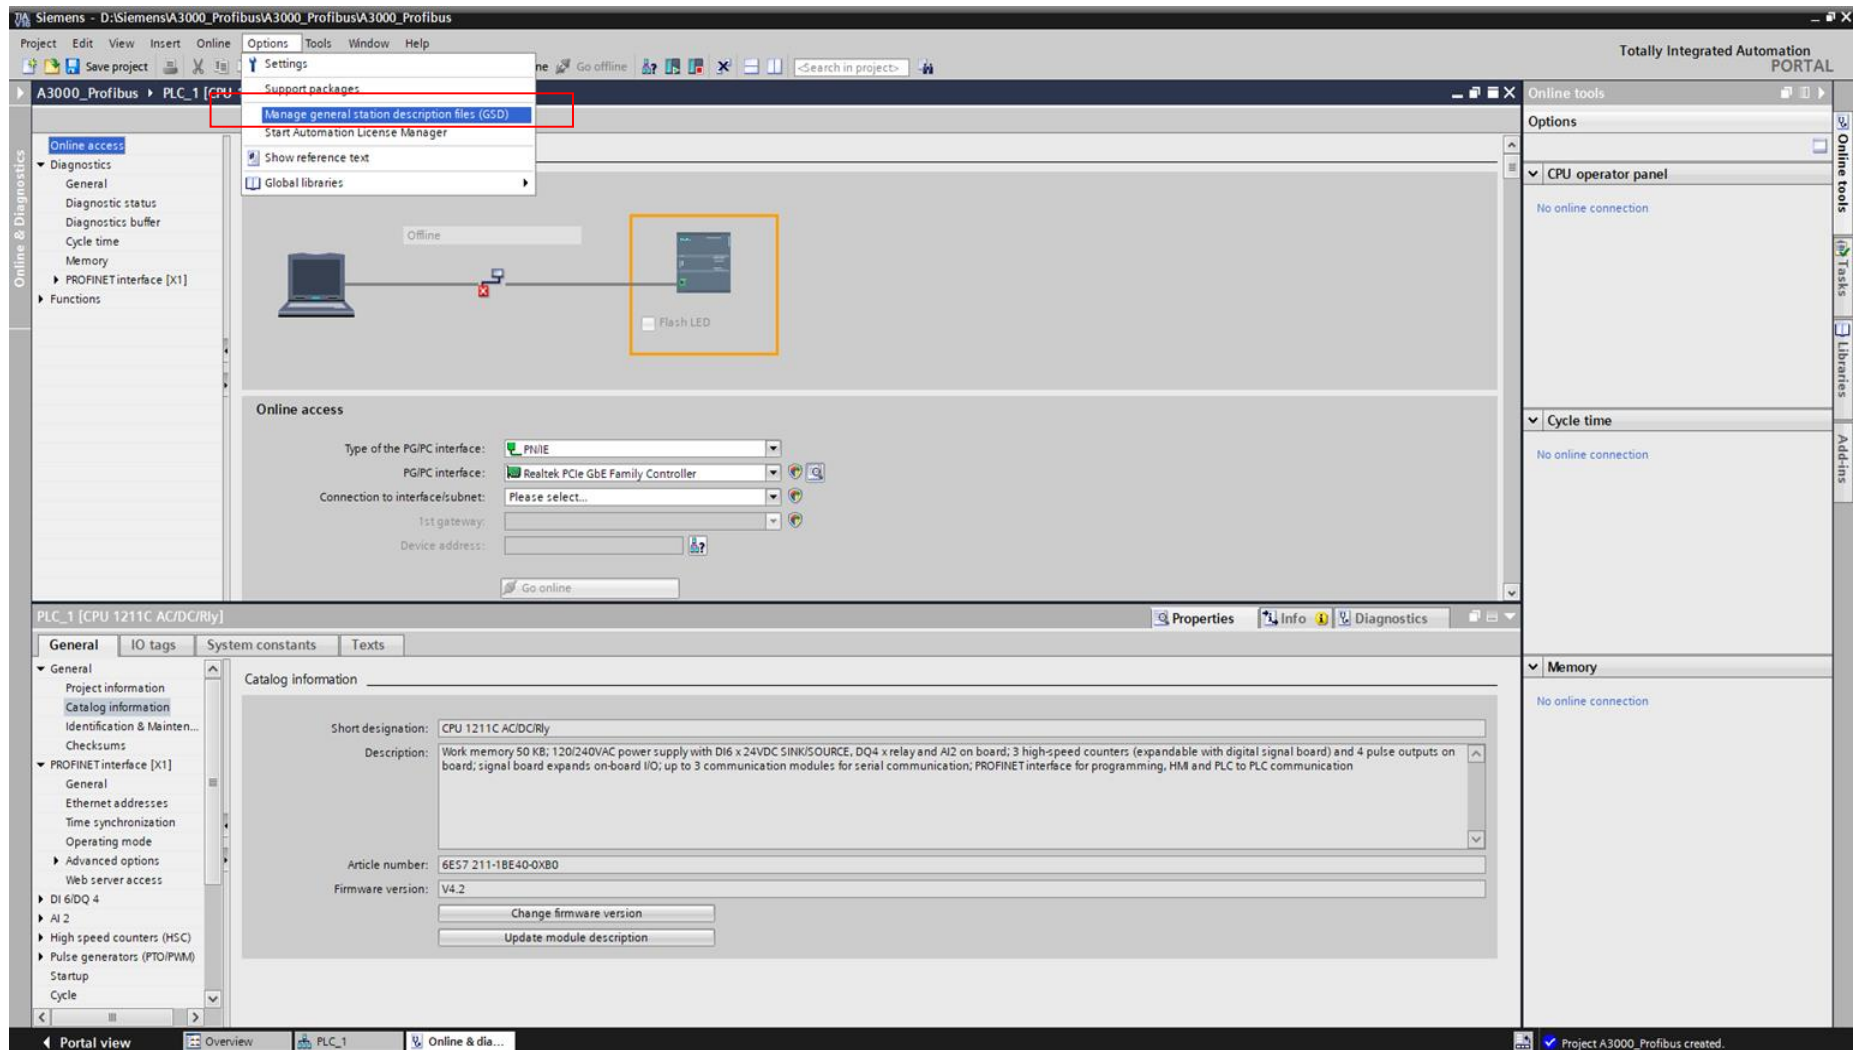 Siemens - D:\Siemens\A3000_Profibus\A3000_Profibus\A3000_Profibus
Project Edit View Insert Online Options Tools Window Help
Totally Integrated Automation
PORTAL
Save project
ne Go offline <Search in project>
Settings
Support packages
Manage general station description files (GSD)
Start Automation License Manager
Show reference text
Global libraries
A3000_Profibus PLC_1 [CPU 1
Online & Diagnostics
Online access
Diagnostics
General
Diagnostic status
Diagnostics buffer
Cycle time
Memory
PROFINET interface [X1]
Functions
Offline
Flash LED
Online access
Type of the PG/PC interface: PN/IE
PG/PC interface: Realtek PCIe GbE Family Controller
Connection to interface/subnet: Please select...
1st gateway:
Device address:
Go online
Online tools
Options
CPU operator panel
No online connection
Cycle time
No online connection
Memory
No online connection
Online tools
Tasks
Libraries
Add-ins
PLC_1 [CPU 1211C AC/DC/Rly]
Properties Info Diagnostics
General IO tags System constants Texts
General
Project information
Catalog information
Identification & Mainten...
Checksums
PROFINET interface [X1]
General
Ethernet addresses
Time synchronization
Operating mode
Advanced options
Web server access
DI 6/DQ 4
AI 2
High speed counters (HSC)
Pulse generators (PTO/PWM)
Startup
Cycle
Catalog information
Short designation: CPU 1211C AC/DC/Rly
Description: Work memory 50 KB; 120/240VAC power supply with DI6 x 24VDC SINK/SOURCE, DQ4 x relay and AI2 on board; 3 high-speed counters (expandable with digital signal board) and 4 pulse outputs on
board; signal board expands on-board I/O; up to 3 communication modules for serial communication; PROFINET interface for programming, HMI and PLC to PLC communication
Article number: 6ES7 211-1BE40-0XB0
Firmware version: V4.2
Change firmware version
Update module description
Portal view Overview PLC_1 Online & dia...
Project A3000_Profibus created.